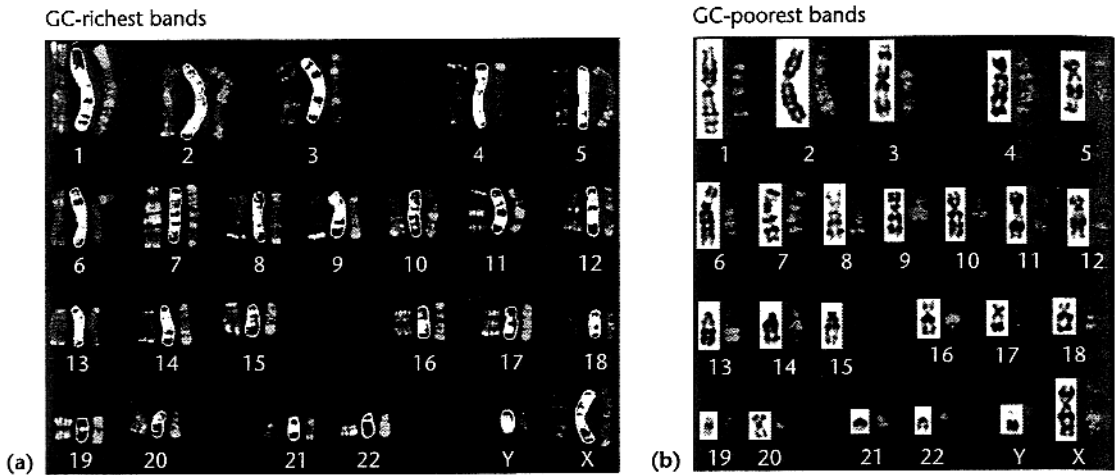 GC-richest bands
1 2 3 4 5
6 7 8 9 10 11 12
13 14 15 16 17 18
19 20 21 22 Y X
(a)
GC-poorest bands
1 2 3 4 5
6 7 8 9 10 11 12
13 14 15 16 17 18
19 20 21 22 Y X
(b)